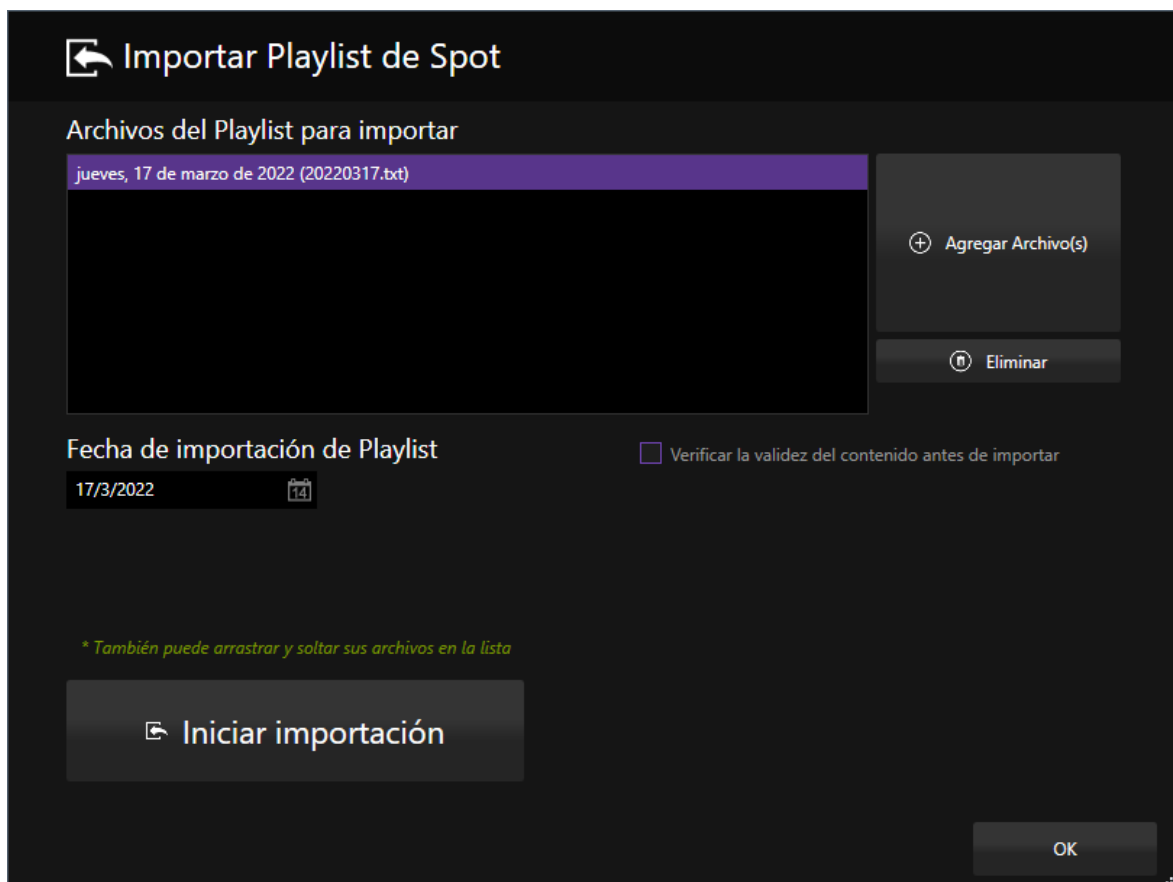 Importar Playlist de Spot
Archivos del Playlist para importar
jueves, 17 de marzo de 2022 (20220317.txt)
Agregar Archivo(s)
Eliminar
Fecha de importación de Playlist
Verificar la validez del contenido antes de importar
17/3/2022
14
* También puede arrastrar y soltar sus archivos en la lista
Iniciar importación
OK